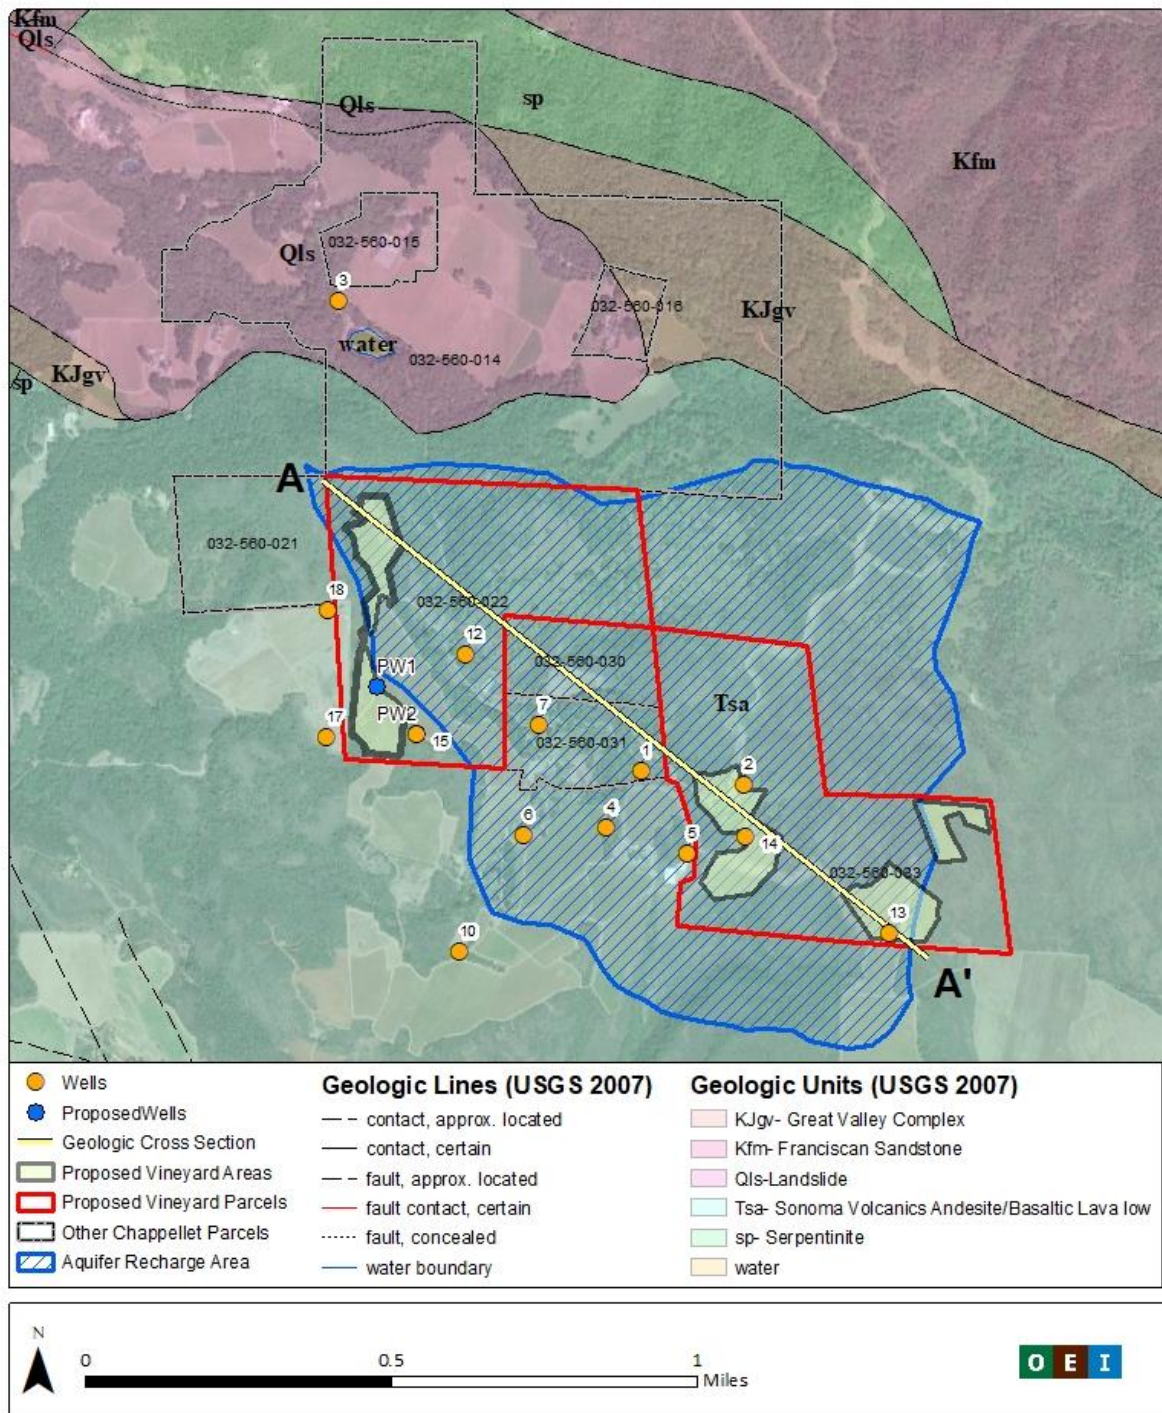 Kfm
Qls
Qls
sp
Kfm
032-560-015
Qls
3
032-560-016
KJgv
water
032-560-014
KJgv
sp
A
032-560-021
18
032-560-022
12
032-560-030
PW1
7
Tsa
17
PW2
15
032-560-031
1
2
6
4
5
14
032-560-033
13
10
A'
Wells
ProposedWells
Geologic Cross Section
Proposed Vineyard Areas
Proposed Vineyard Parcels
Other Chappellet Parcels
Aquifer Recharge Area
Geologic Lines (USGS 2007)
contact, approx. located
contact, certain
fault, approx. located
fault contact, certain
fault, concealed
water boundary
Geologic Units (USGS 2007)
KJgv- Great Valley Complex
Kfm- Franciscan Sandstone
Qls-Landslide
Tsa- Sonoma Volcanics Andesite/Basaltic Lava low
sp- Serpentinite
water
N
0 0.5 1
Miles
O E I